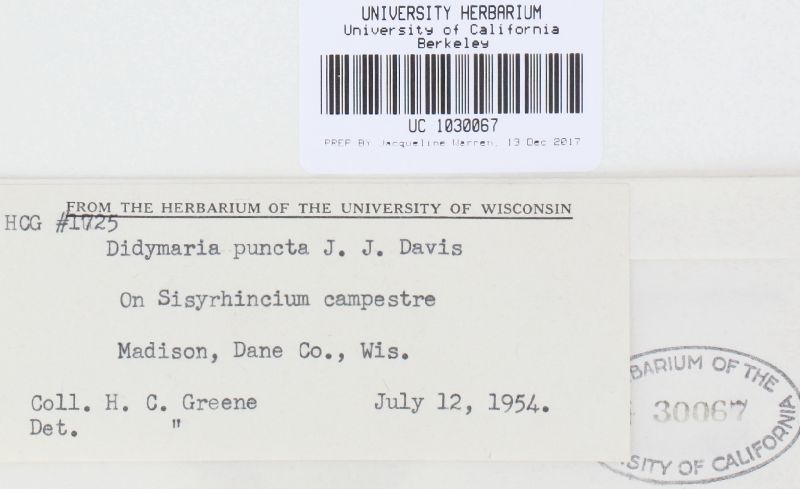 UNIVERSITY HERBARIUM
University of California
Berkeley
UC 1030067
PREP BY Jacqueline Warren, 13 Dec 2017
FROM THE HERBARIUM OF THE UNIVERSITY OF WISCONSIN
HCG #1725
Didymaria puncta J. J. Davis
On Sisyrhincium campestre
Madison, Dane Co., Wis.
Coll. H. C. Greene July 12, 1954.
Det. "
BARIUM OF THE
30067
SITY OF CALIFORNIA